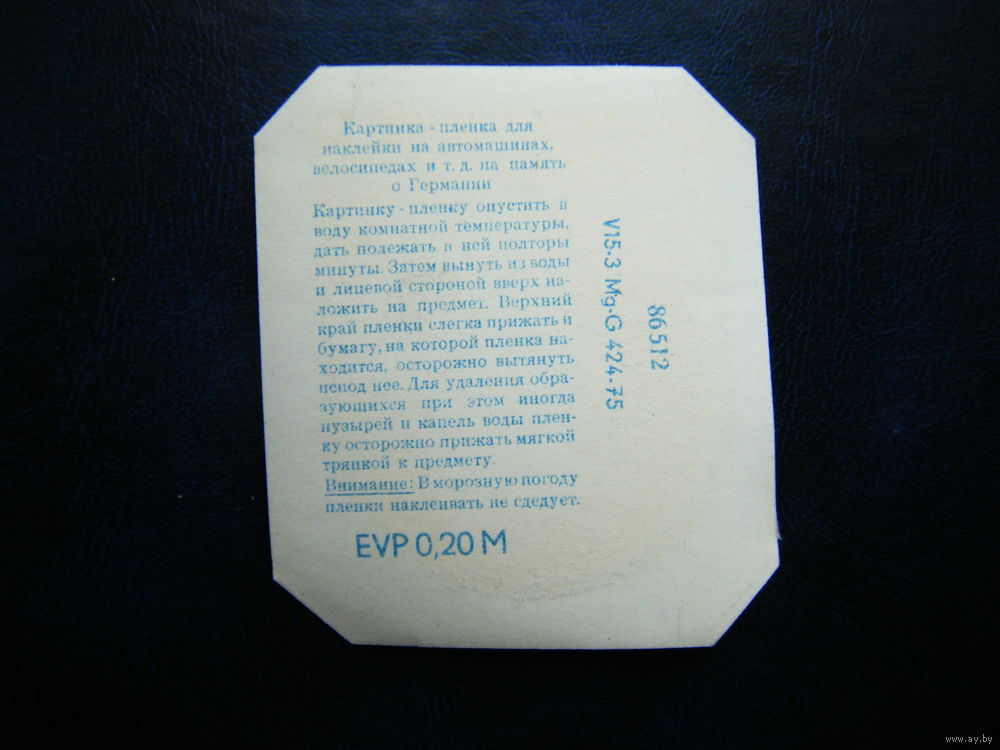 Картинка - пленка для
наклейки на автомашинах,
велосипедах и т. д. на память
о Германии
Картинку - пленку опустить в
воду комнатной температуры,
дать полежать в ней полторы
минуты. Затем вынуть из воды
и лицевой стороной вверх на-
ложить на предмет. Верхний
край пленки слегка прижать и
бумагу, на которой пленка на-
ходится, осторожно вытянуть
испод нее. Для удаления обра-
зующихся при этом иногда
пузырей и капель воды плен-
ку осторожно прижать мягкой
тряпкой к предмету.
Внимание: В морозную погоду
пленки наклеивать не сдедует.
EVP 0,20 M
V15-3 Mg-G 424-75
86512
www.ay.by